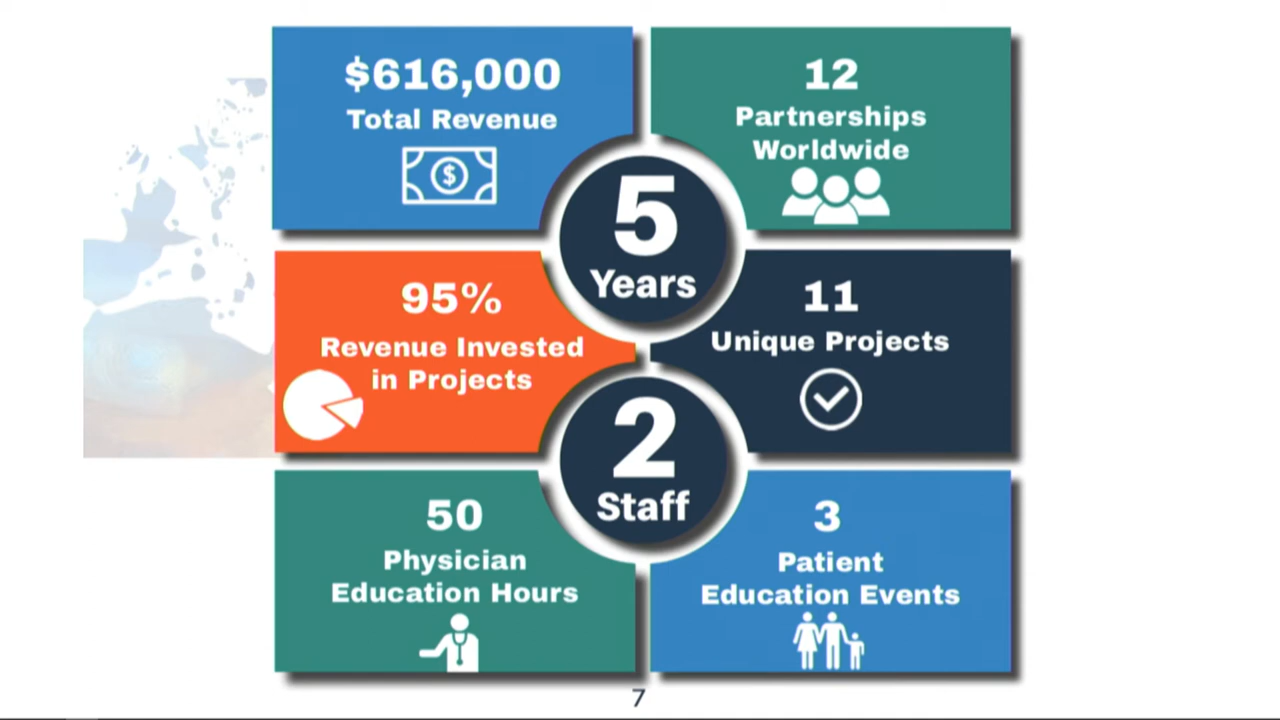 $616,000
Total Revenue
$
12
Partnerships
Worldwide
5
Years
95%
Revenue Invested
in Projects
11
Unique Projects
2
Staff
50
Physician
Education Hours
3
Patient
Education Events
7